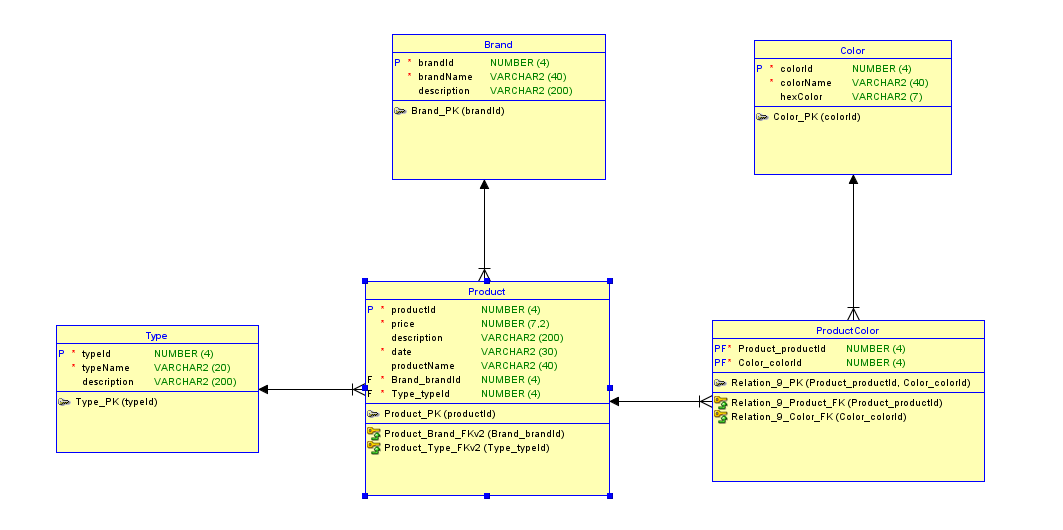 Brand
P * brandId NUMBER (4)
* brandName VARCHAR2 (40)
description VARCHAR2 (200)
Brand_PK (brandId)
Color
P * colorId NUMBER (4)
* colorName VARCHAR2 (40)
hexColor VARCHAR2 (7)
Color_PK (colorId)
Type
P * typeId NUMBER (4)
* typeName VARCHAR2 (20)
description VARCHAR2 (200)
Type_PK (typeId)
Product
P * productId NUMBER (4)
* price NUMBER (7,2)
description VARCHAR2 (200)
* date VARCHAR2 (30)
productName VARCHAR2 (40)
F * Brand_brandId NUMBER (4)
F * Type_typeId NUMBER (4)
Product_PK (productId)
Product_Brand_FKv2 (Brand_brandId)
Product_Type_FKv2 (Type_typeId)
ProductColor
PF* Product_productId NUMBER (4)
PF* Color_colorId NUMBER (4)
Relation_9_PK (Product_productId, Color_colorId)
Relation_9_Product_FK (Product_productId)
Relation_9_Color_FK (Color_colorId)